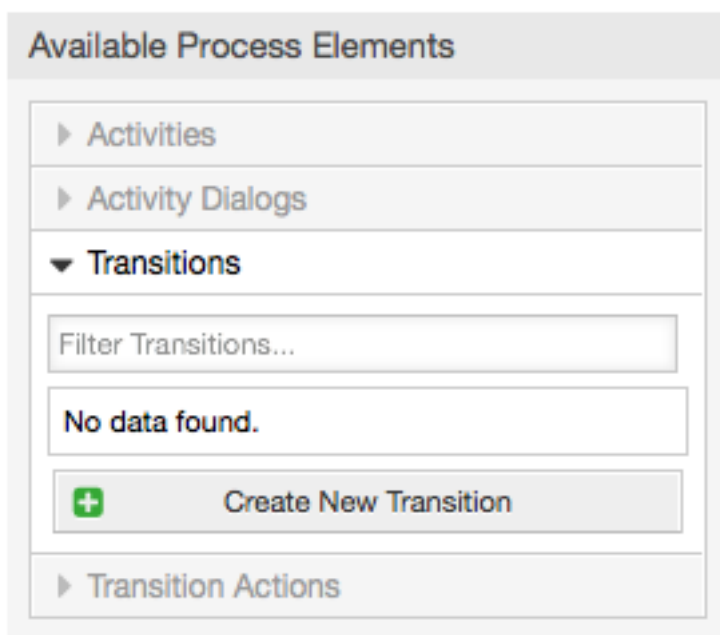 Available Process Elements
Activities
Activity Dialogs
Transitions
Filter Transitions...
No data found.
Create New Transition
Transition Actions